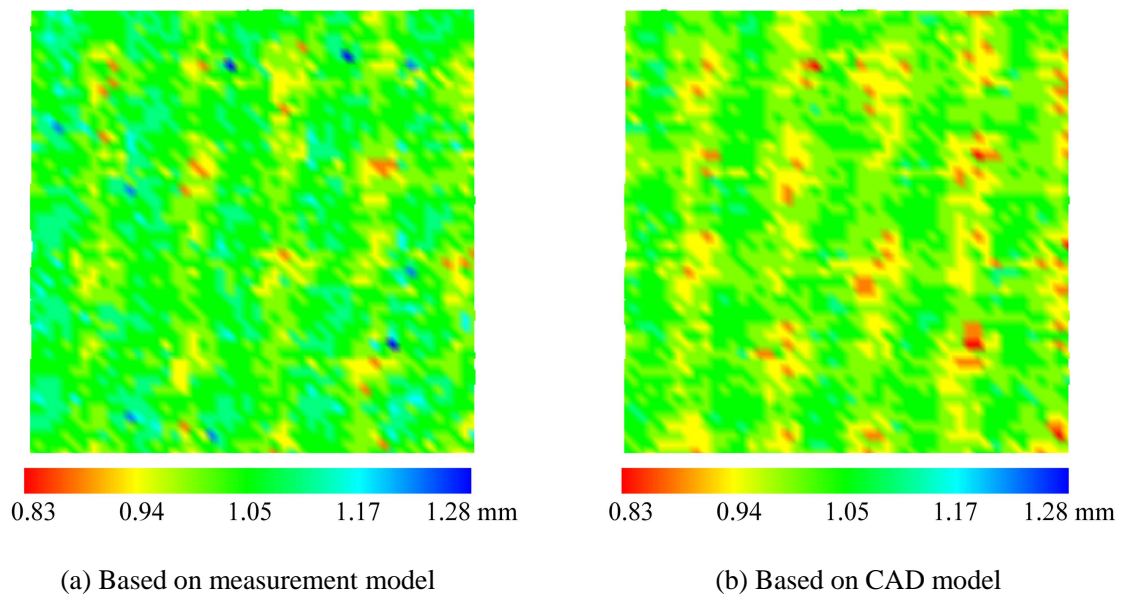 0.83 0.94 1.05 1.17 1.28 mm
0.83 0.94 1.05 1.17 1.28 mm
(a) Based on measurement model
(b) Based on CAD model